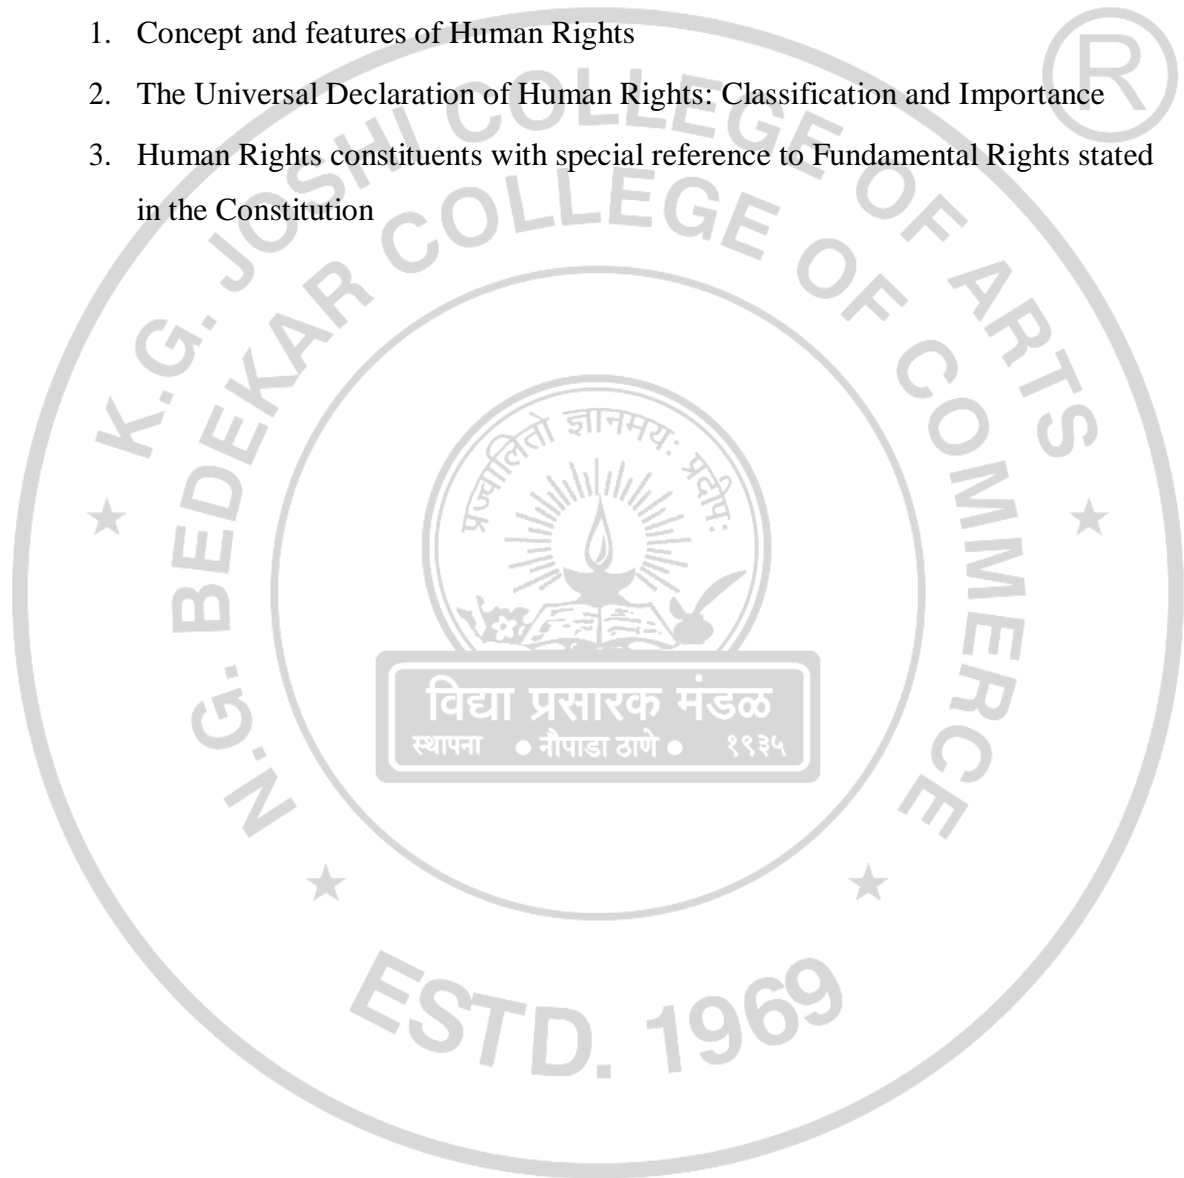 1. Concept and features of Human Rights
2. The Universal Declaration of Human Rights: Classification and Importance
3. Human Rights constituents with special reference to Fundamental Rights stated
in the Constitution
R
K.G. JOSHI COLLEGE OF ARTS
N.G. BEDEKAR COLLEGE OF COMMERCE
प्रज्वालितो ज्ञानमयः प्रदीपः
विद्या प्रसारक मंडळ
स्थापना • नौपाडा ठाणे • १९३५
ESTD. 1969